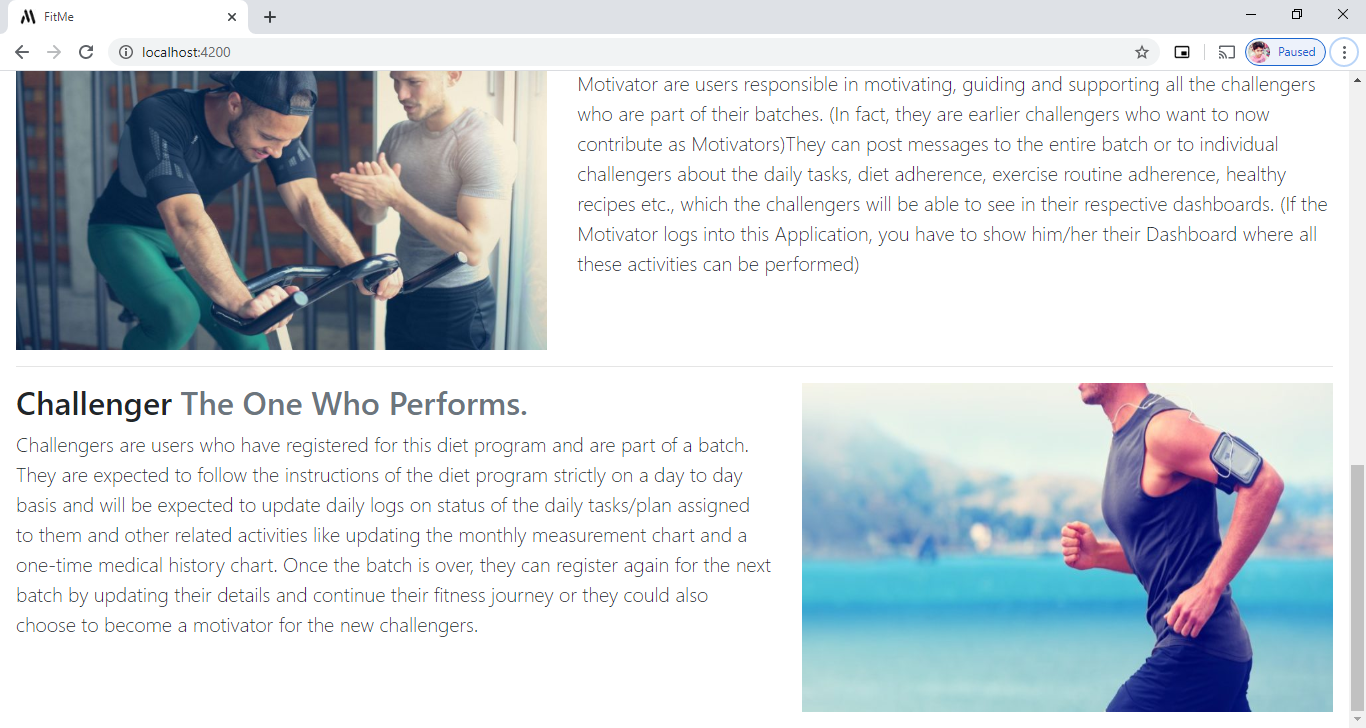 FitMe
localhost:4200
Paused
Motivator are users responsible in motivating, guiding and supporting all the challengers
who are part of their batches. (In fact, they are earlier challengers who want to now
contribute as Motivators)They can post messages to the entire batch or to individual
challengers about the daily tasks, diet adherence, exercise routine adherence, healthy
recipes etc., which the challengers will be able to see in their respective dashboards. (If the
Motivator logs into this Application, you have to show him/her their Dashboard where all
these activities can be performed)
Challenger The One Who Performs.
Challengers are users who have registered for this diet program and are part of a batch.
They are expected to follow the instructions of the diet program strictly on a day to day
basis and will be expected to update daily logs on status of the daily tasks/plan assigned
to them and other related activities like updating the monthly measurement chart and a
one-time medical history chart. Once the batch is over, they can register again for the next
batch by updating their details and continue their fitness journey or they could also
choose to become a motivator for the new challengers.